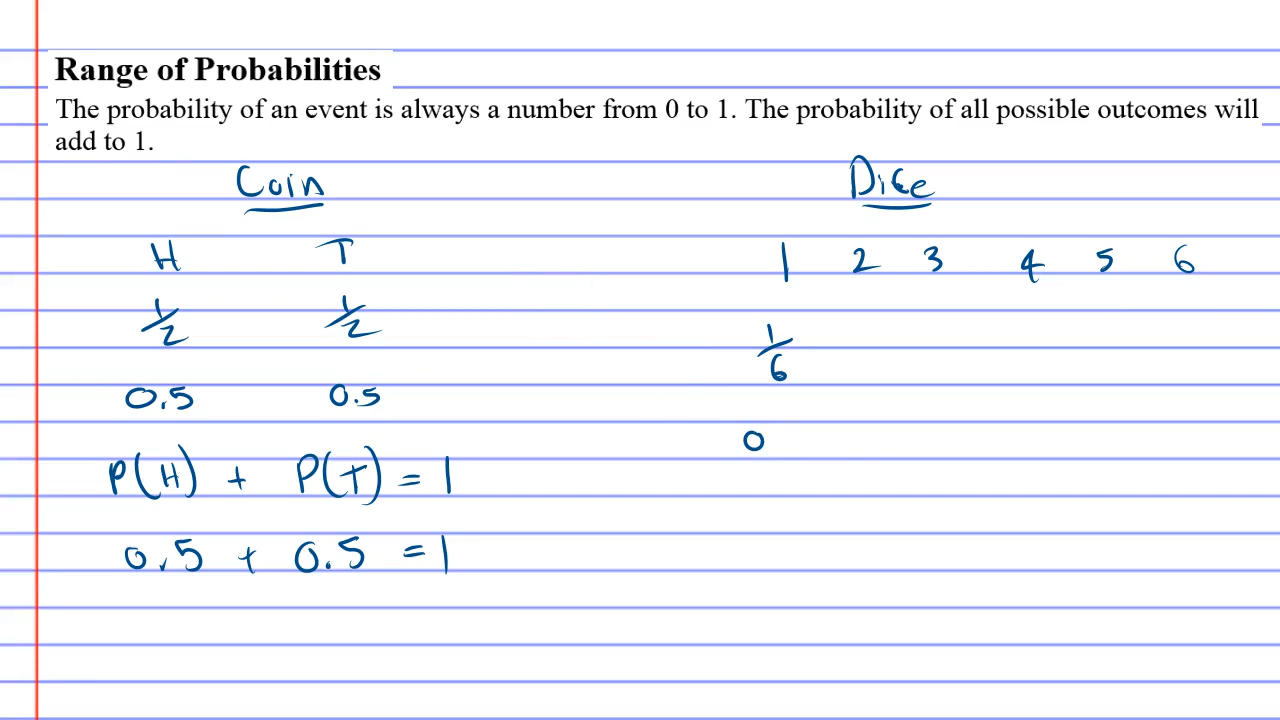 Range of Probabilities
The probability of an event is always a number from 0 to 1. The probability of all possible outcomes will
add to 1.
Coin
Dice
H T
1 2 3 4 5 6
1/2 1/2
1/6
0.5 0.5
0
P(H) + P(T) = 1
0.5 + 0.5 = 1